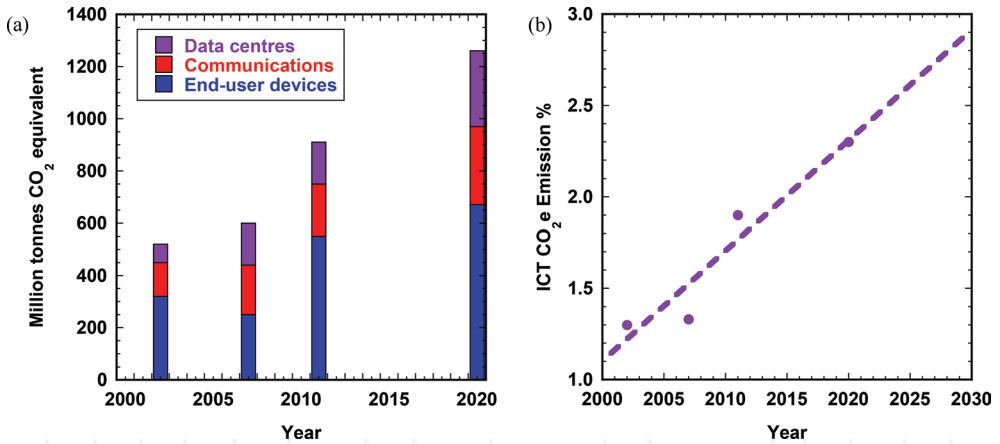 (a)
Million tonnes CO2 equivalent
1400
1200
1000
800
600
400
200
0
Data centres
Communications
End-user devices
2000 2005 2010 2015 2020
Year
(b)
ICT CO2 e Emission %
3.0
2.5
2.0
1.5
1.0
2000 2005 2010 2015 2020 2025 2030
Year